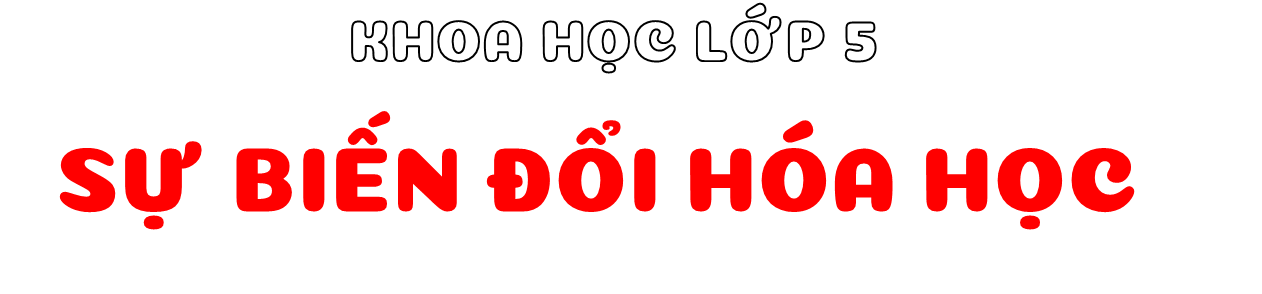 KHOA HỌC LỚP 5
SỰ BIẾN ĐỔI HÓA HỌC